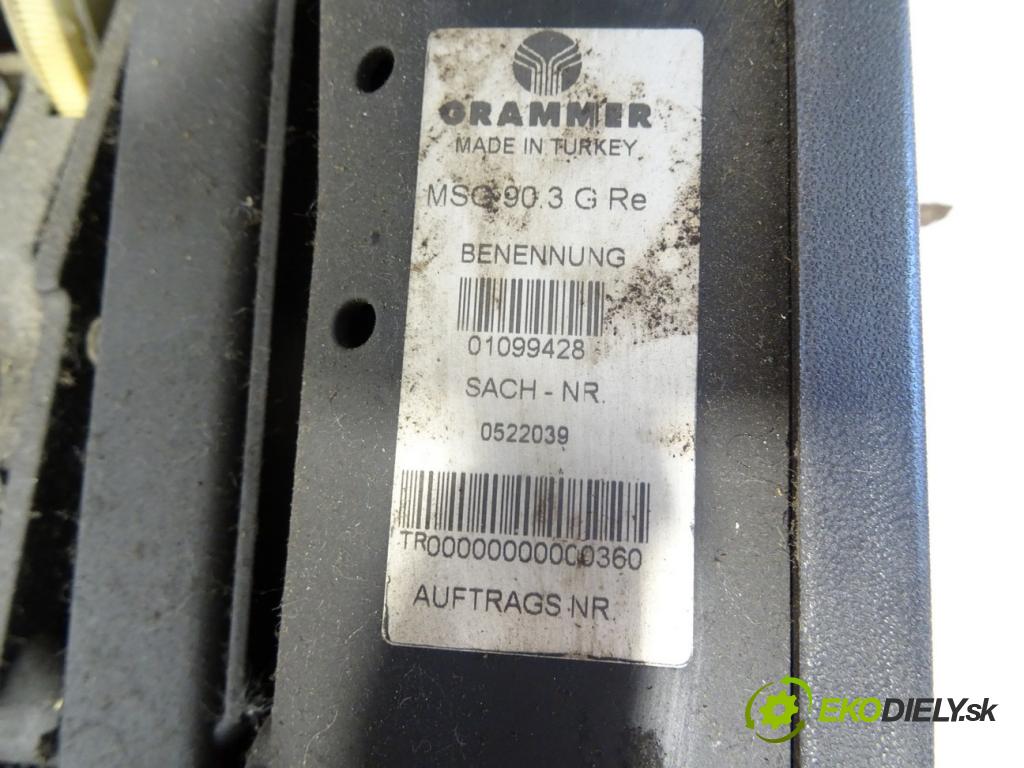 GRAMMER
MADE IN TURKEY
MSG 90.3 G Re
BENENNUNG
01099428
SACH - NR.
0522039
TR00000000000360
AUFTRAGS NR.
EKODIELY.sk